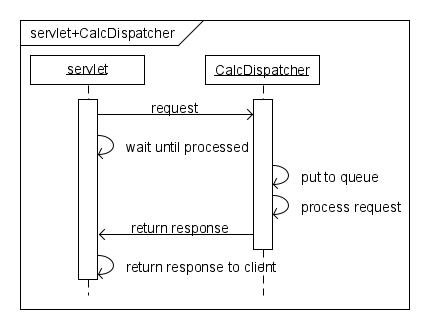 servlet+CalcDispatcher
servlet
CalcDispatcher
request
wait until processed
put to queue
process request
return response
return response to client